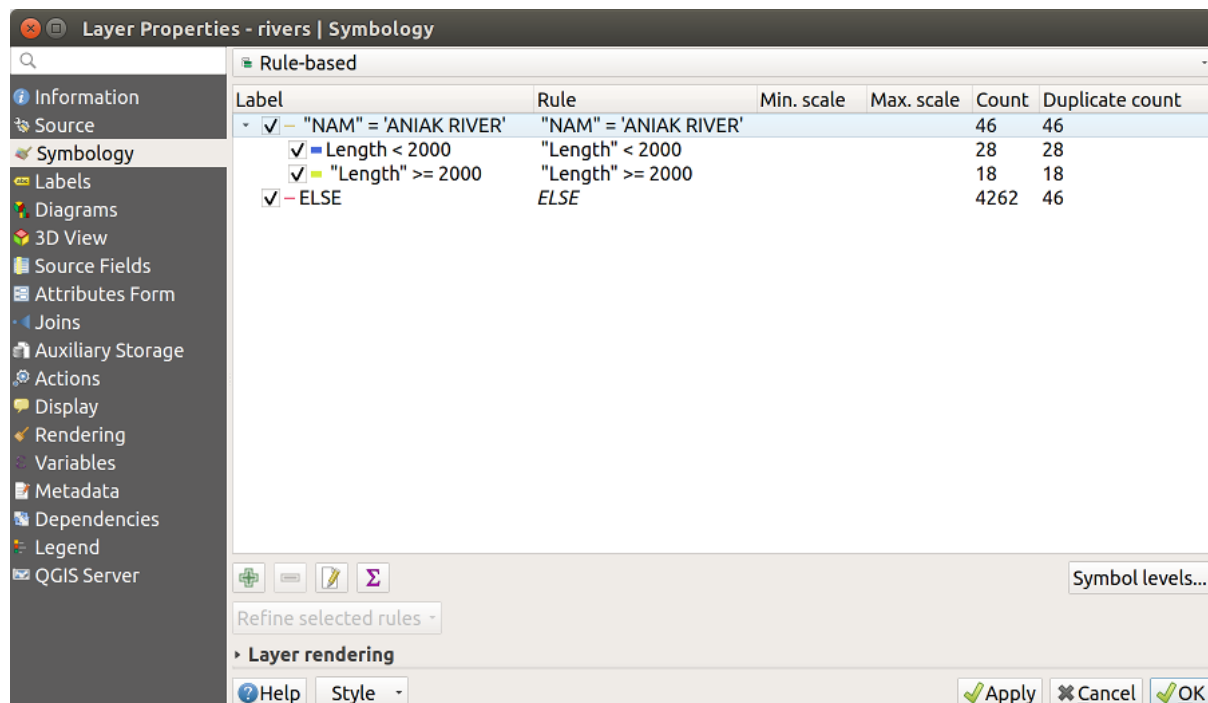 Layer Properties - rivers | Symbology
Information
Source
Symbology
Labels
Diagrams
3D View
Source Fields
Attributes Form
Joins
Auxiliary Storage
Actions
Display
Rendering
Variables
Metadata
Dependencies
Legend
QGIS Server
Rule-based
Label Rule Min. scale Max. scale Count Duplicate count
"NAM" = 'ANIAK RIVER' "NAM" = 'ANIAK RIVER' 46 46
Length < 2000 "Length" < 2000 28 28
"Length" >= 2000 "Length" >= 2000 18 18
ELSE ELSE 4262 46
Symbol levels...
Refine selected rules
Layer rendering
Help Style Apply Cancel OK